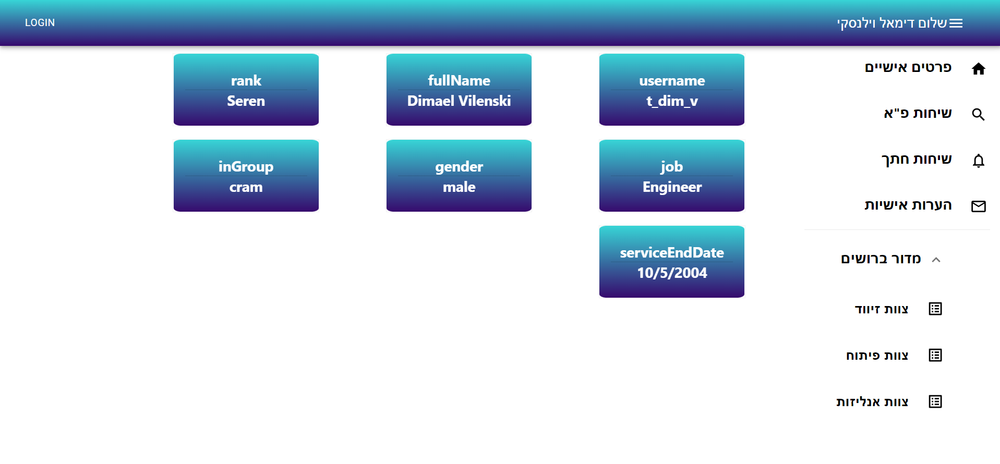 שלום דימאל וילנסקי
LOGIN
פרטים אישיים
שיחות פ"א
שיחות חתך
הערות אישיות
מדור ברושים
צוות זיווד
צוות פיתוח
צוות אנליזות
username
t_dim_v
fullName
Dimael Vilenski
rank
Seren
job
Engineer
gender
male
inGroup
cram
serviceEndDate
10/5/2004